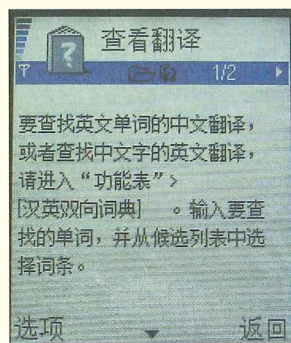 查看翻译
1/2
要查找英文单词的中文翻译，
或者查找中文字的英文翻译，
请进入“功能表”>
[汉英双向词典] 。输入要查
找的单词，并从候选列表中选
择词条。
选项 返回